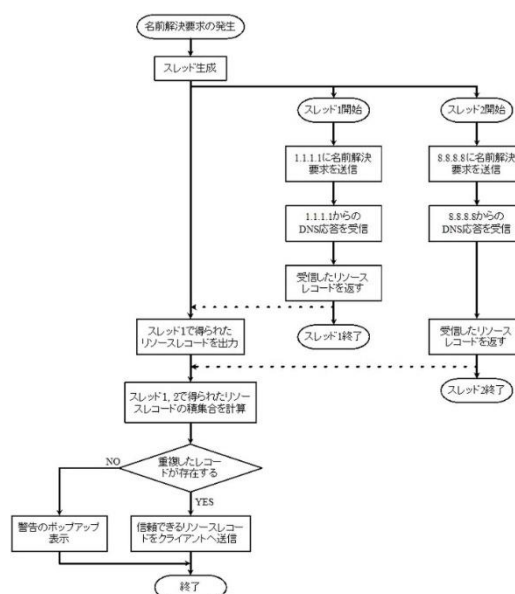 名前解決要求の発生
スレッド生成
スレッド1開始
スレッド2開始
1.1.1.1に名前解決
要求を送信
8.8.8.8に名前解決
要求を送信
1.1.1.1からの
DNS応答を受信
8.8.8.8からの
DNS応答を受信
受信したリソース
レコードを返す
スレッド1で得られた
リソースレコードを出力
スレッド1終了
受信したリソース
レコードを返す
スレッド1, 2で得られたリソー
スレコードの積集合を計算
スレッド2終了
NO
重複したレコー
ドが存在する
YES
警告のポップアップ
表示
信頼できるリソースレコー
ドをクライアントへ送信
終了